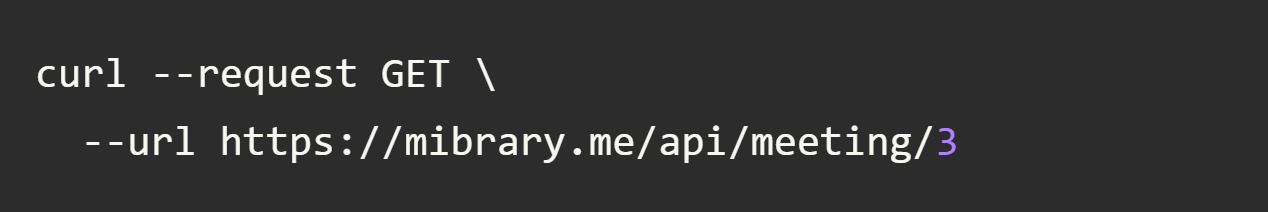 curl --request GET \
  --url https://mibrary.me/api/meeting/3